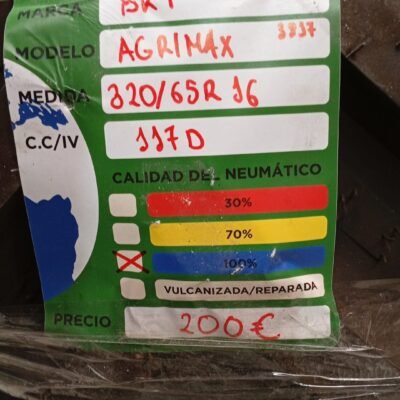 MARCA BKT
MODELO AGRIMAX 3937
MEDIDA 320/65R16
C.C/IV 117D
CALIDAD DEL NEUMÁTICO
30%
70%
100%
VULCANIZADA/REPARADA
PRECIO 200€